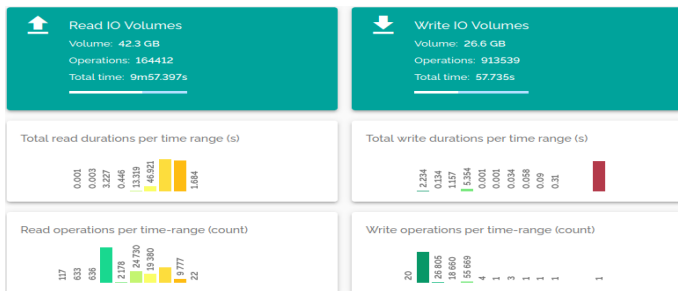 Read IO Volumes
Volume: 42.3 GB
Operations: 164412
Total time: 9m57.397s
Write IO Volumes
Volume: 26.6 GB
Operations: 913539
Total time: 57.735s
Total read durations per time range (s)
0.001 0.003 3.227 0.446 13.319 46.921 1.684
Total write durations per time range (s)
2.234 0.134 1.157 5.354 0.001 0.001 0.034 0.058 0.09 0.31
Read operations per time-range (count)
117 633 636 2 178 24 730 19 380 9 777 22
Write operations per time-range (count)
20 26 805 18 660 55 669 4 1 3 1 1 1 1